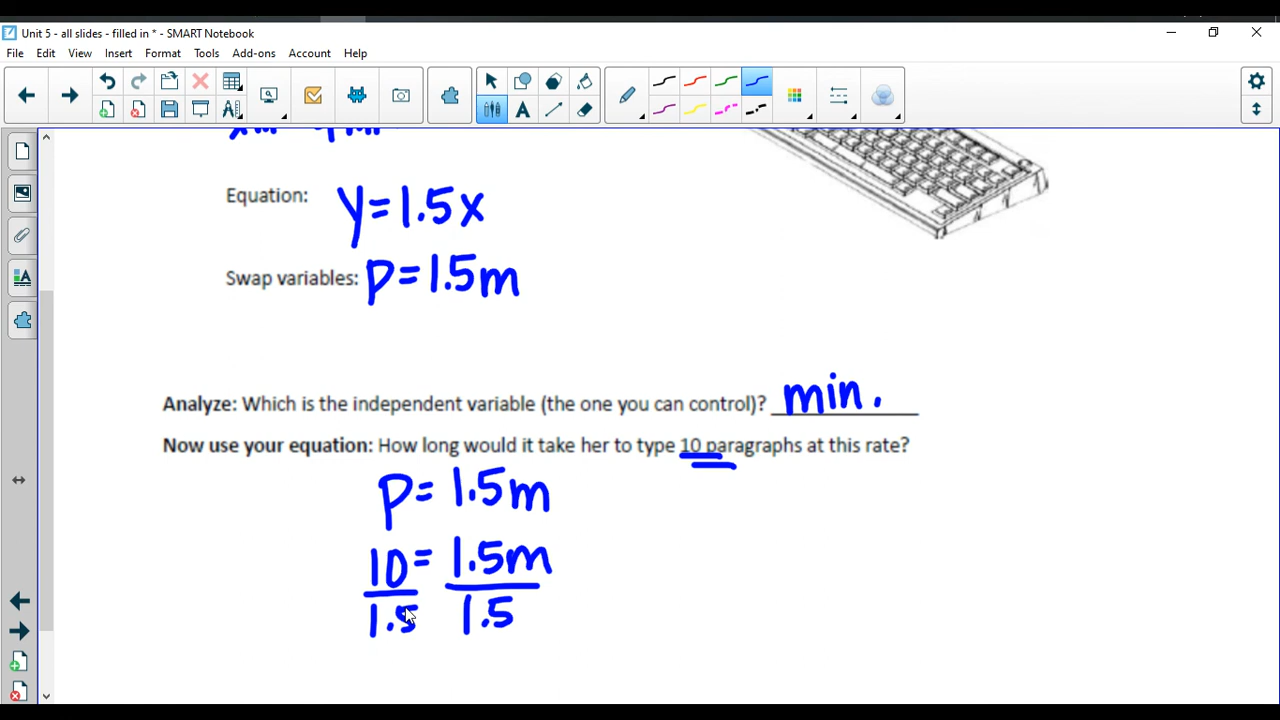 Unit 5 - all slides - filled in * - SMART Notebook
File Edit View Insert Format Tools Add-ons Account Help
Equation: y=1.5x
Swap variables: p=1.5m
Analyze: Which is the independent variable (the one you can control)? min.
Now use your equation: How long would it take her to type 10 paragraphs at this rate?
p= 1.5m
10= 1.5m
1.5 1.5